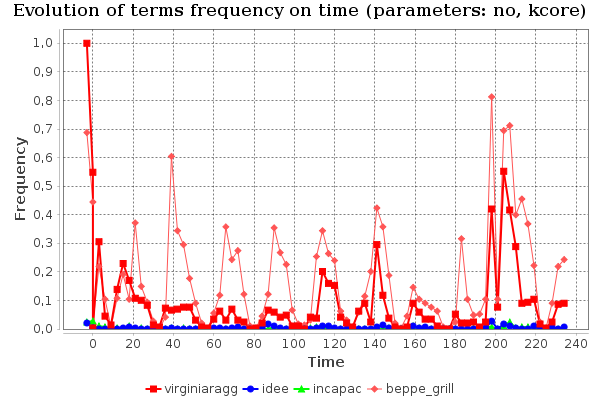 Evolution of terms frequency on time (parameters: no, kcore)
1,0
0,9
0,8
0,7
0,6
0,5
0,4
0,3
0,2
0,1
0,0
Frequency
0 20 40 60 80 100 120 140 160 180 200 220 240
Time
virginiaragg idee incapac beppe_grill